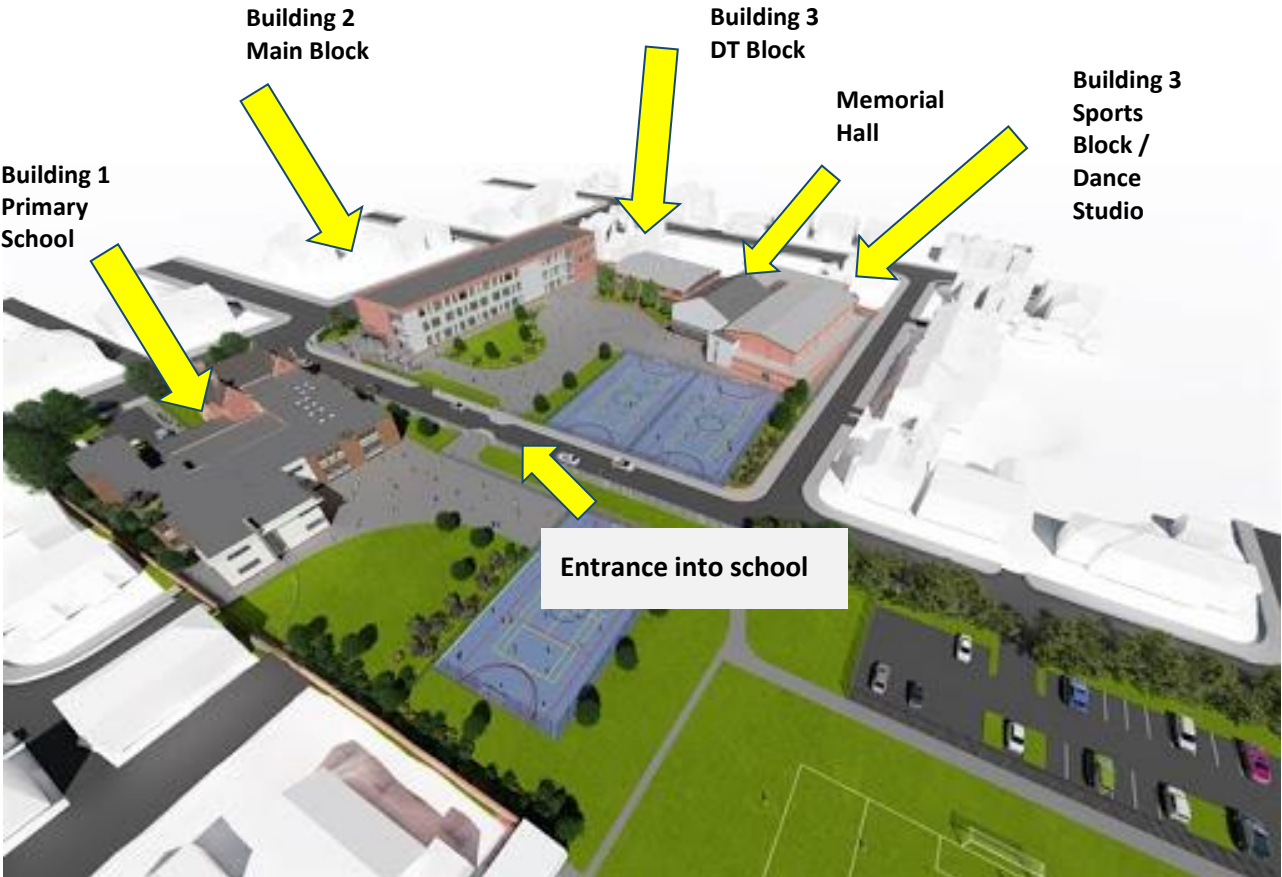 Building 2
Main Block
Building 3
DT Block
Building 3
Sports
Block /
Dance
Studio
Memorial
Hall
Building 1
Primary
School
Entrance into school